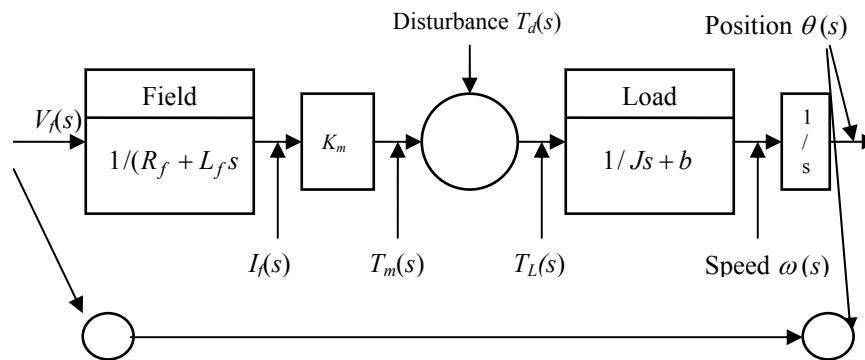 Disturbance T_d(s)
Position θ(s)
Field
Load
V_f(s)
1/(R_f + L_f s
K_m
1/Js + b
1
/
s
I_f(s)
T_m(s)
T_L(s)
Speed ω(s)